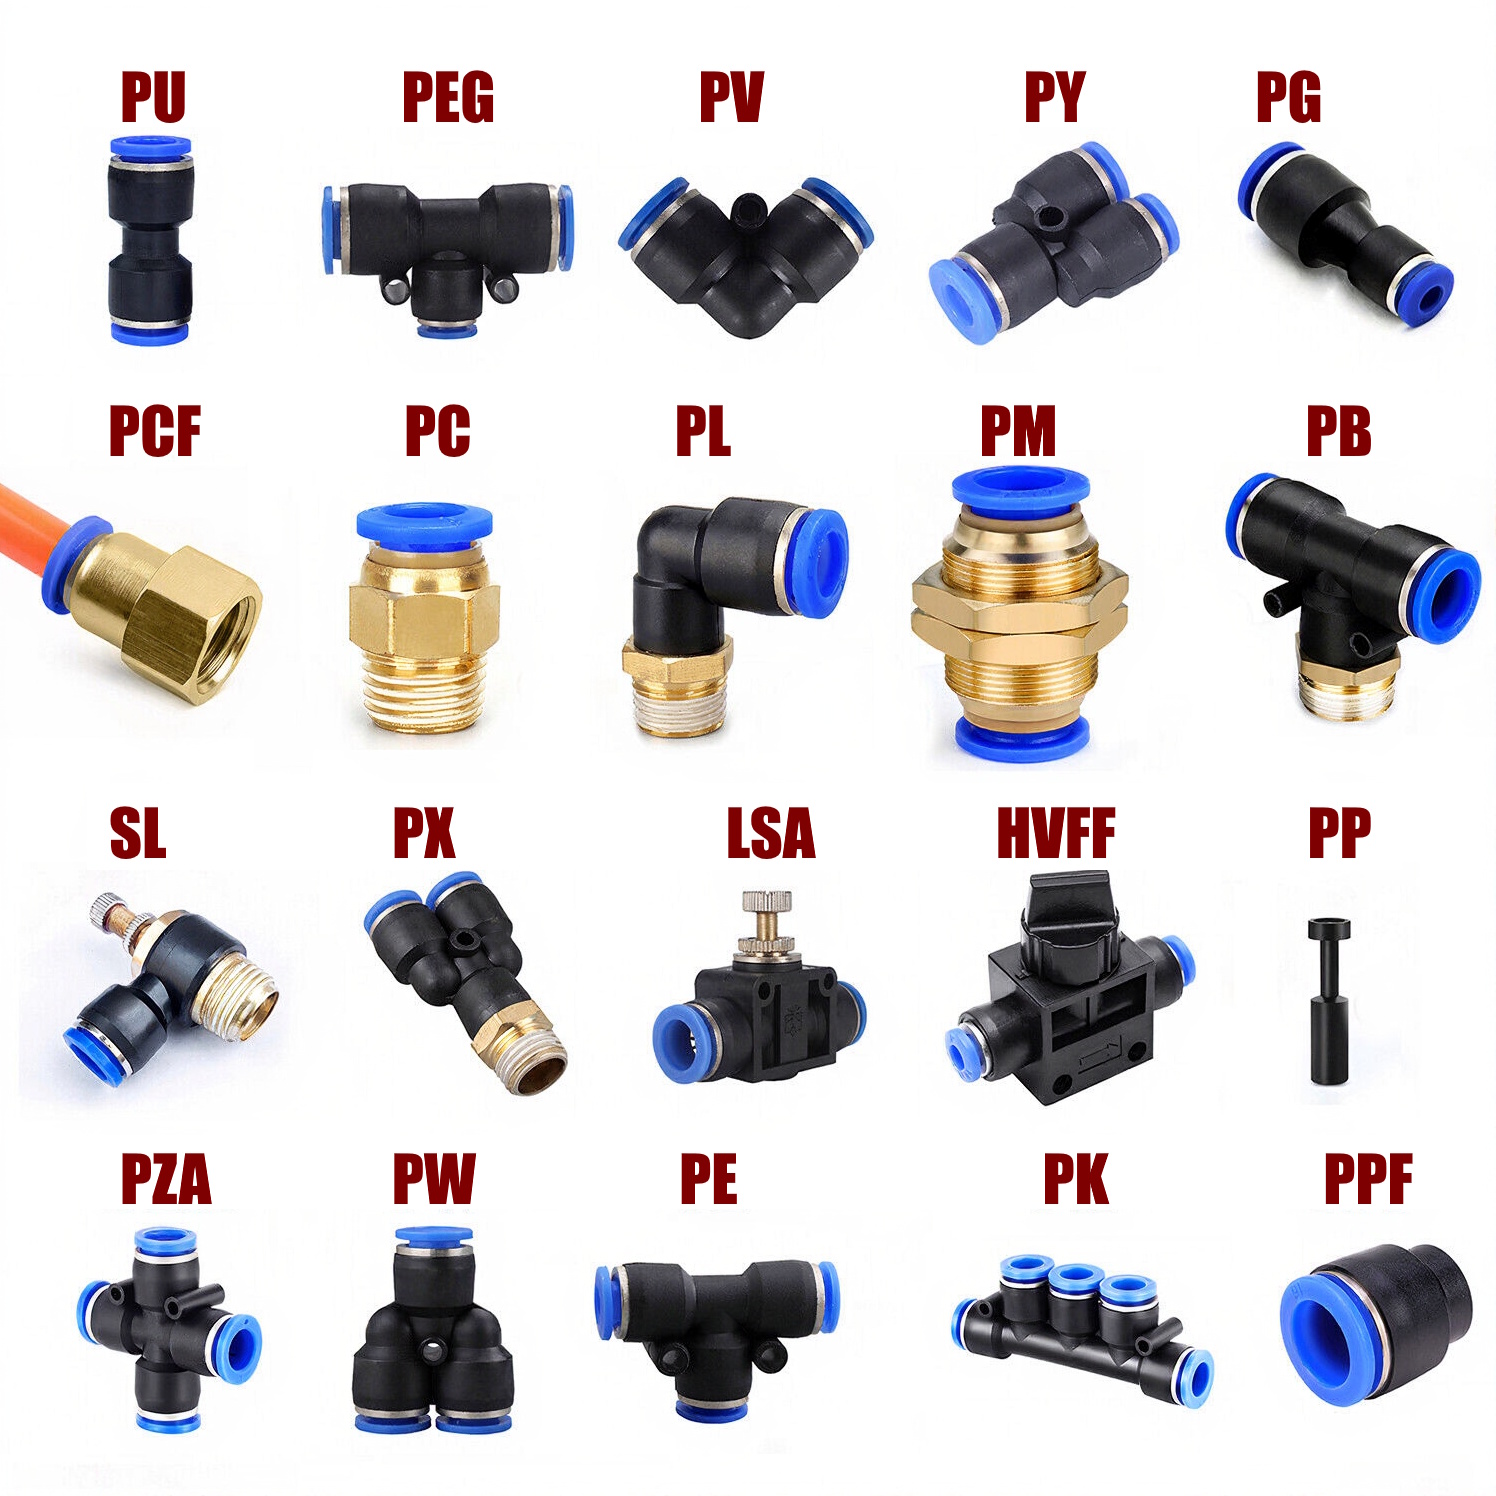 PU PEG PV PY PG
PCF PC PL PM PB
SL PX LSA HVFF PP
PZA PW PE PK PPF